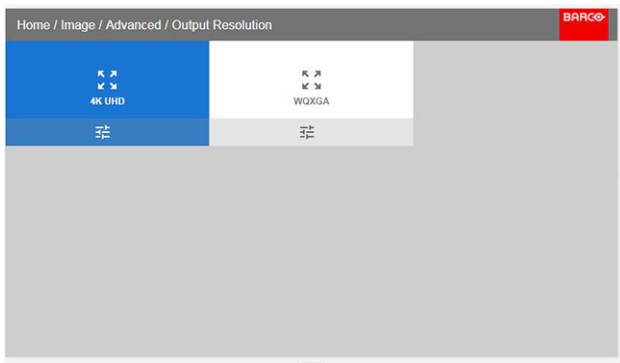 Home / Image / Advanced / Output Resolution
BARCO
4K UHD
WQXGA